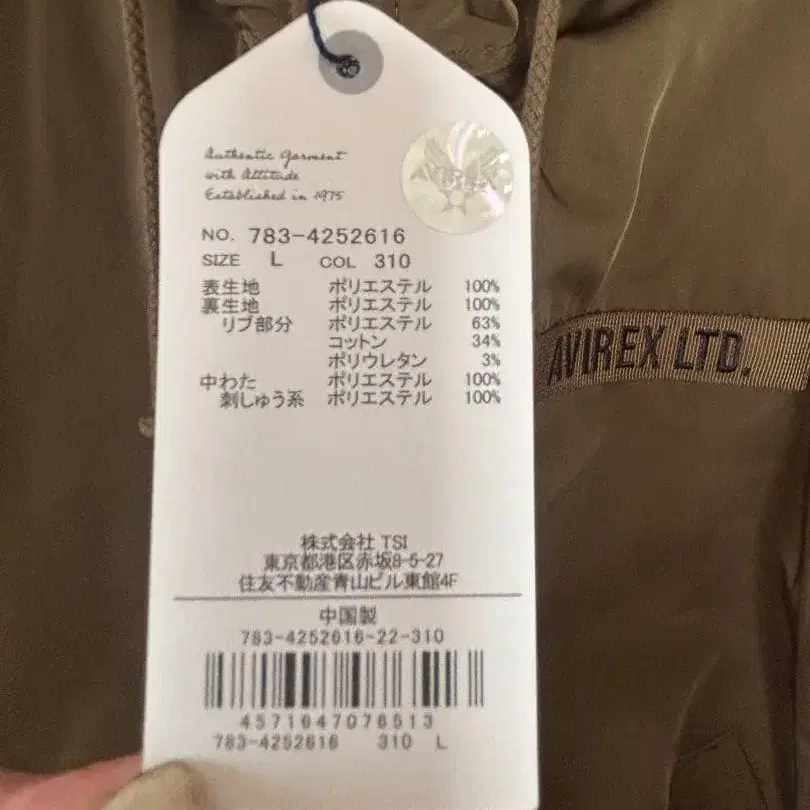 Authentic Garment
with Attitude
Established in 1975
AVIREX
NO. 783-4252616
SIZE L COL 310
表生地 ポリエステル 100%
裏生地 ポリエステル 100%
リブ部分 ポリエステル 63%
コットン 34%
ポリウレタン 3%
中わた ポリエステル 100%
刺しゅう糸 ポリエステル 100%
AVIREX LTD.
株式会社 TSI
東京都港区赤坂8-5-27
住友不動産青山ビル東館4F
中国製
783-4252616-22-310
4571647076513
783-4252616 310 L